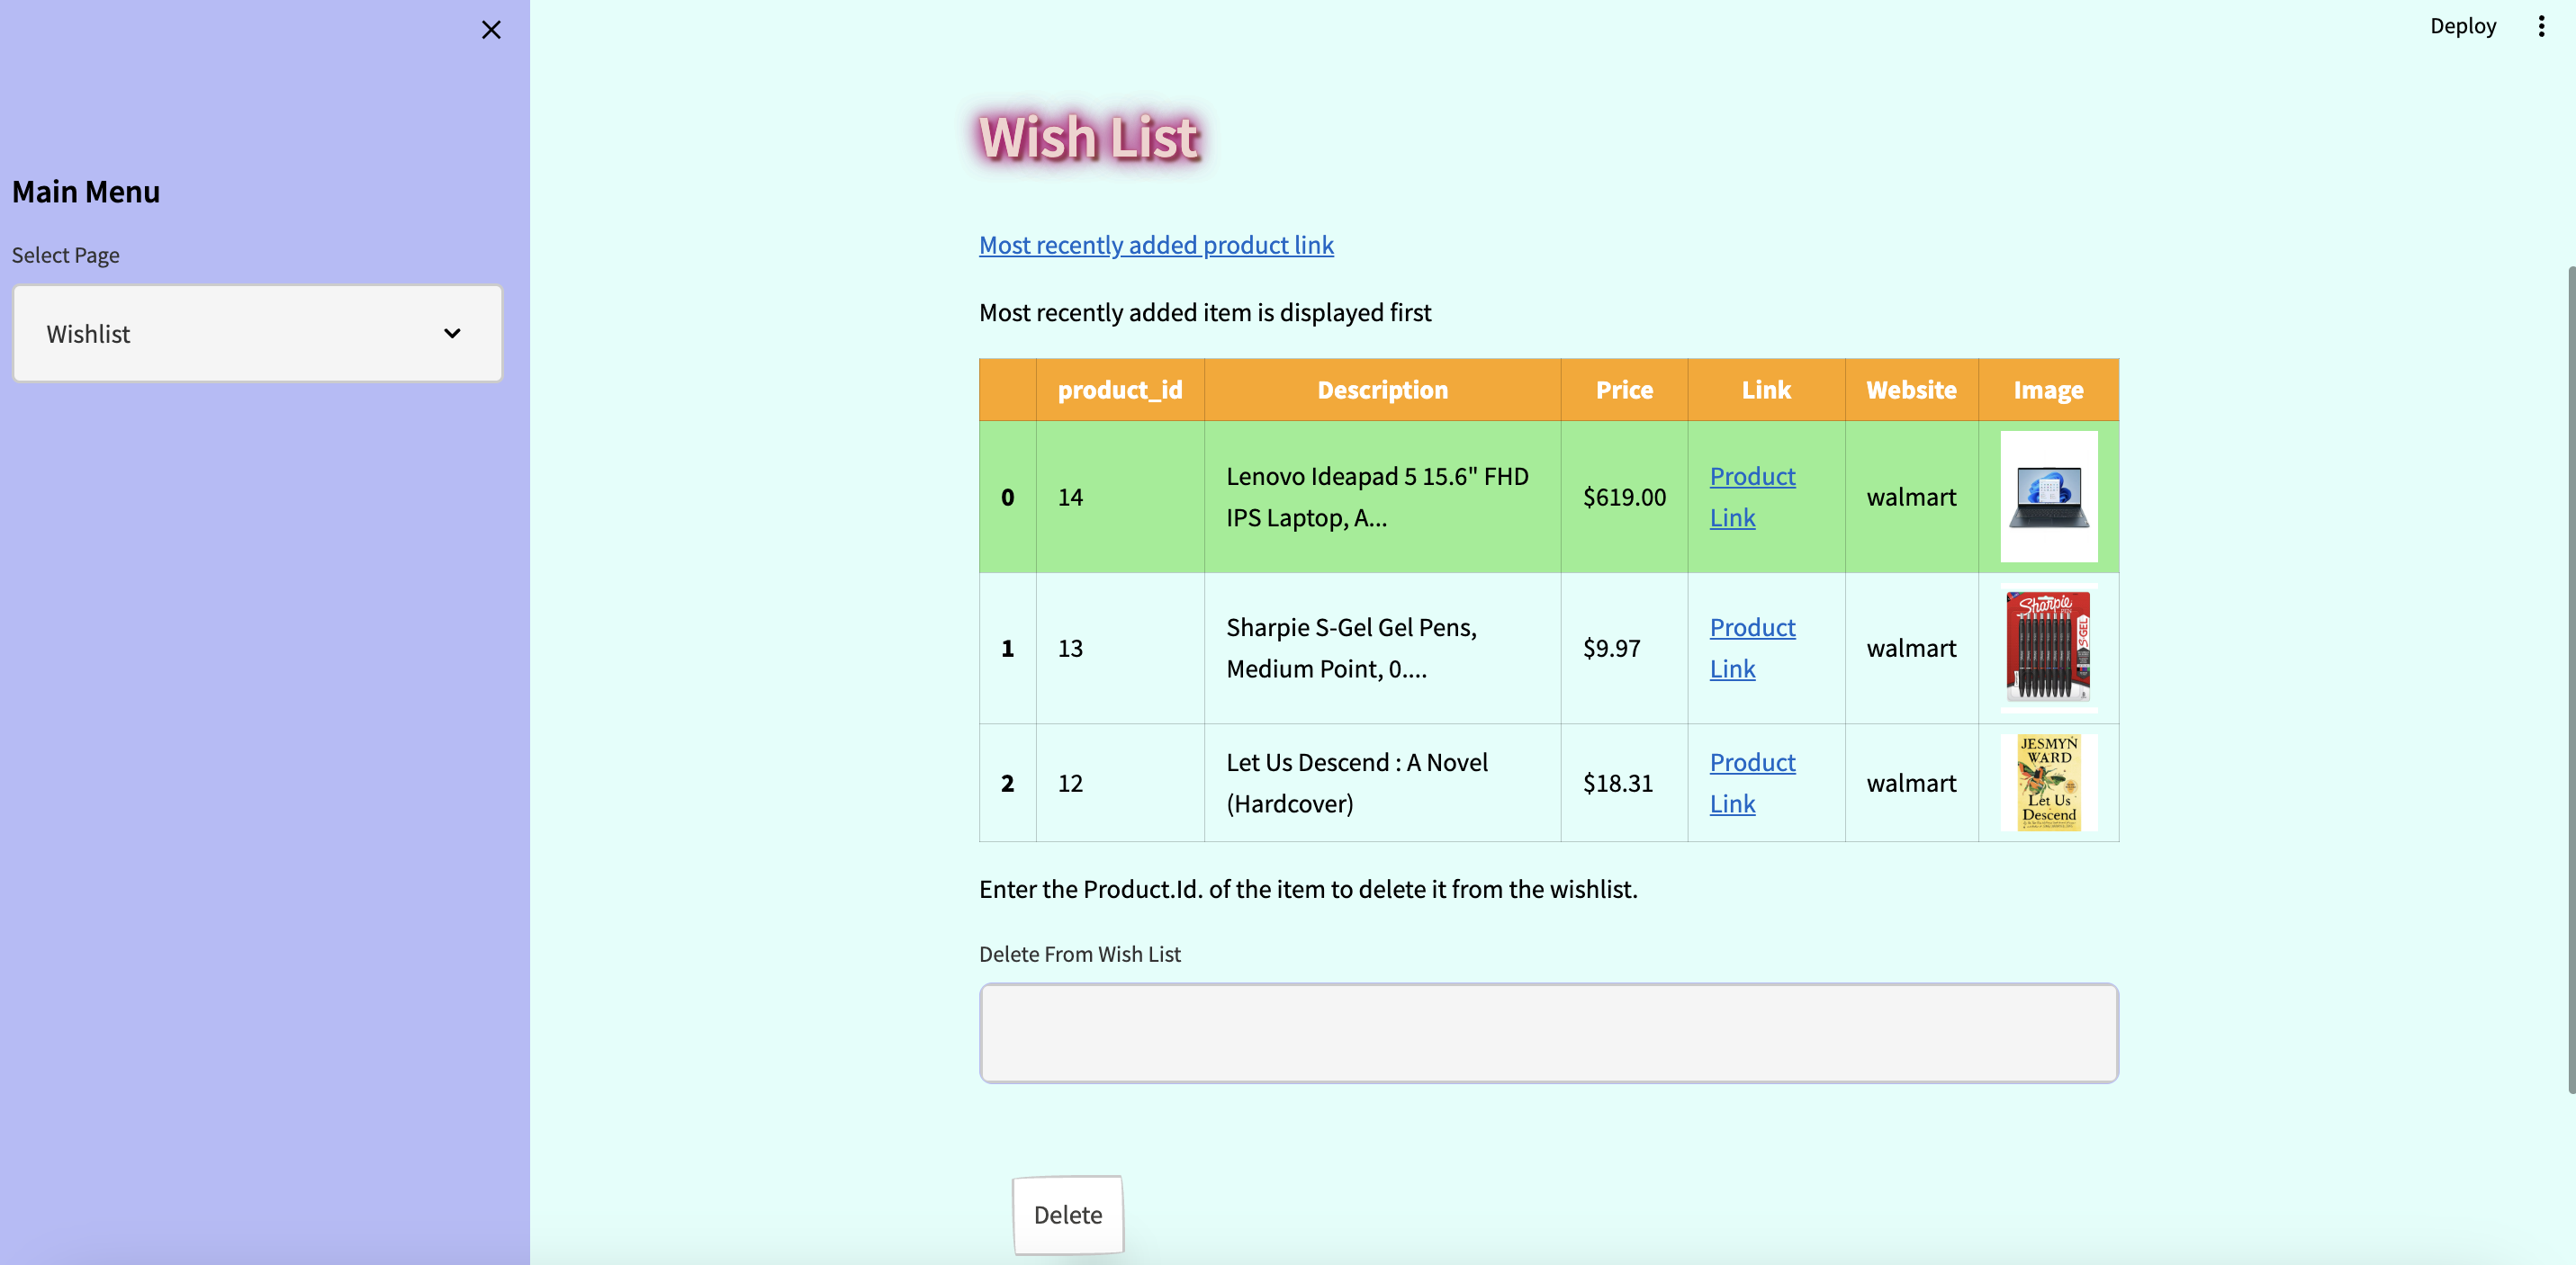 Deploy
Main Menu
Select Page
Wishlist
Wish List
Most recently added product link
Most recently added item is displayed first
product_id Description Price Link Website Image
0 14 Lenovo Ideapad 5 15.6" FHD IPS Laptop, A... $619.00 Product Link walmart
1 13 Sharpie S-Gel Gel Pens, Medium Point, 0.... $9.97 Product Link walmart
Sharpie
S·GEL
2 12 Let Us Descend : A Novel (Hardcover) $18.31 Product Link walmart
JESMYN
WARD
Let Us
Descend
Enter the Product.Id. of the item to delete it from the wishlist.
Delete From Wish List
Delete